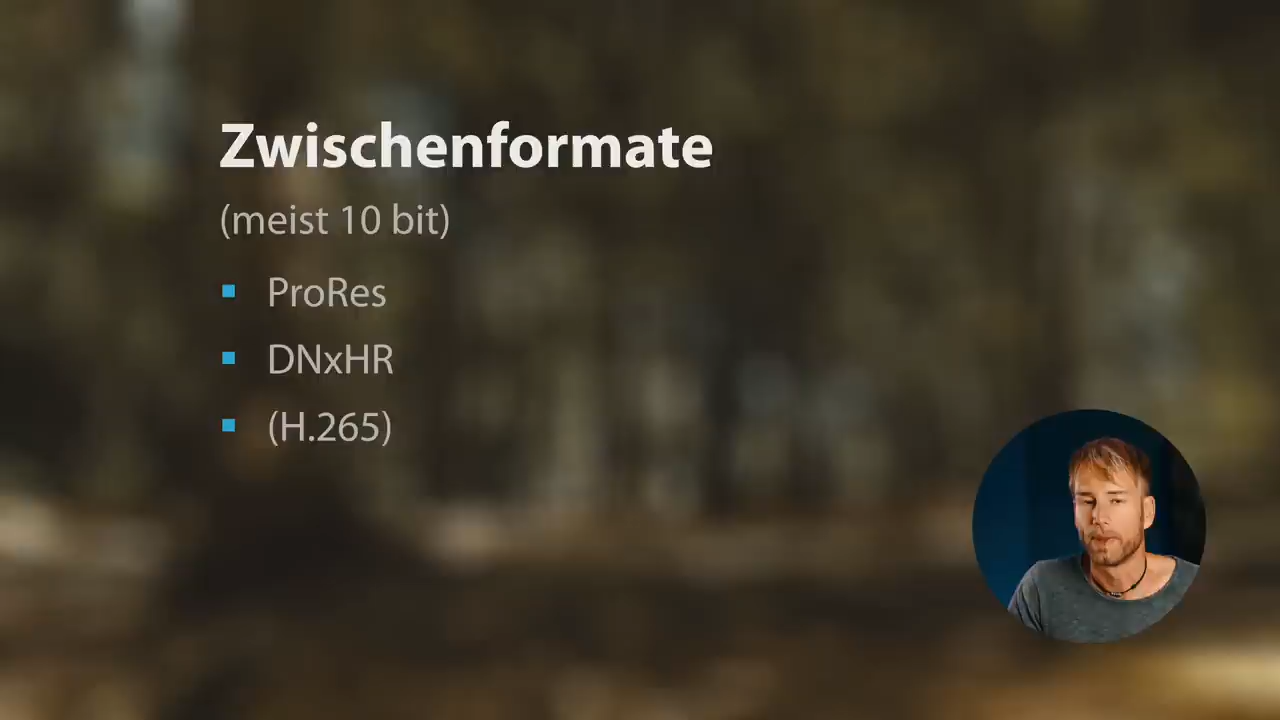 Zwischenformate
(meist 10 bit)
ProRes
DNxHR
(H.265)